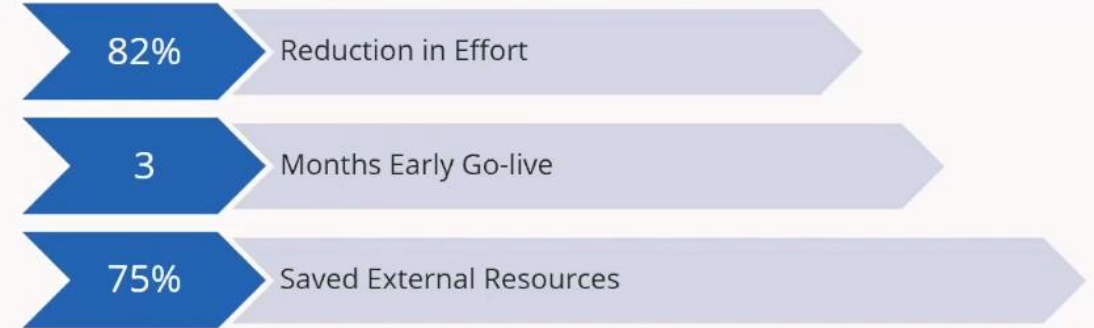 82% Reduction in Effort
3 Months Early Go-live
75% Saved External Resources